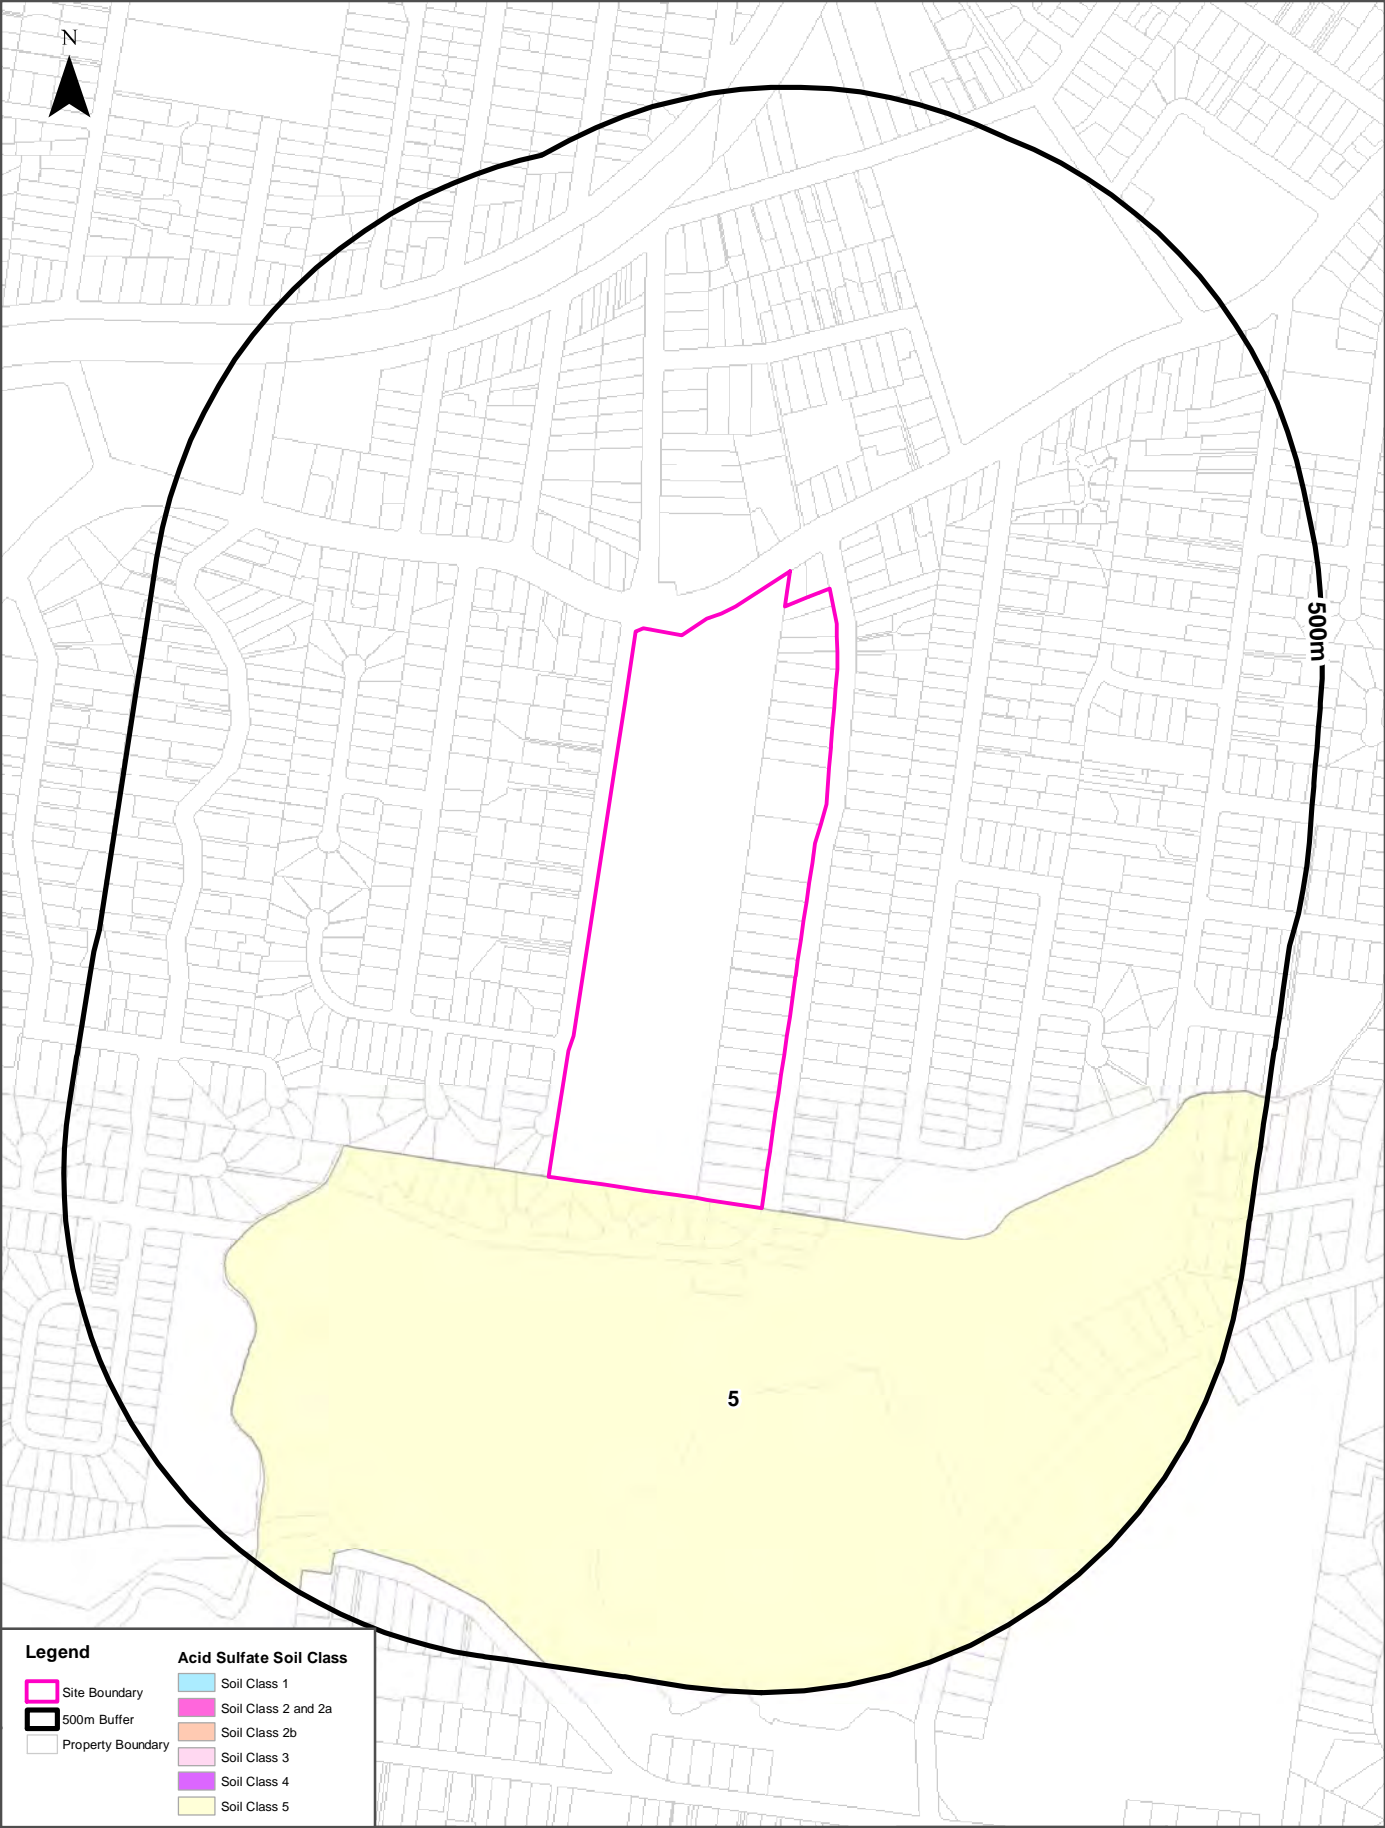 N
500m
5
Legend
Site Boundary
500m Buffer
Property Boundary
Acid Sulfate Soil Class
Soil Class 1
Soil Class 2 and 2a
Soil Class 2b
Soil Class 3
Soil Class 4
Soil Class 5